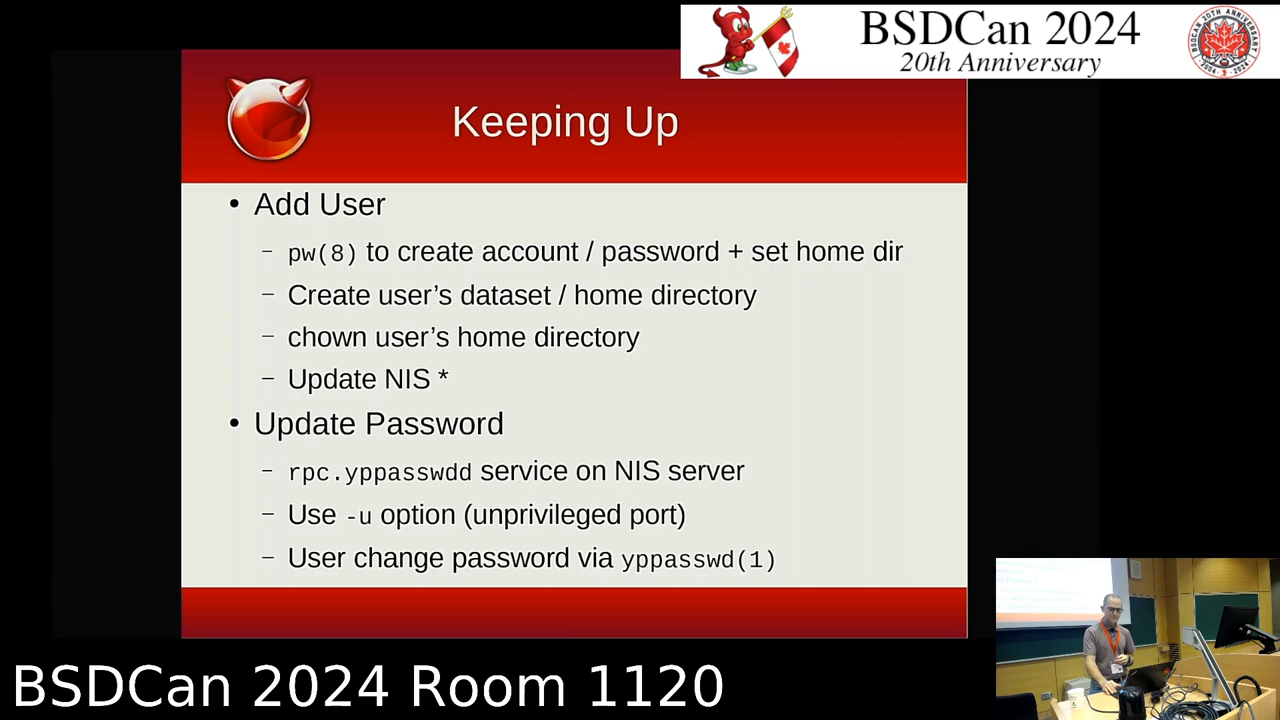 BSDCan 2024
20th Anniversary
Keeping Up
• Add User
– pw(8) to create account / password + set home dir
– Create user’s dataset / home directory
– chown user’s home directory
– Update NIS *
• Update Password
– rpc.yppasswdd service on NIS server
– Use -u option (unprivileged port)
– User change password via yppasswd(1)
BSDCan 2024 Room 1120